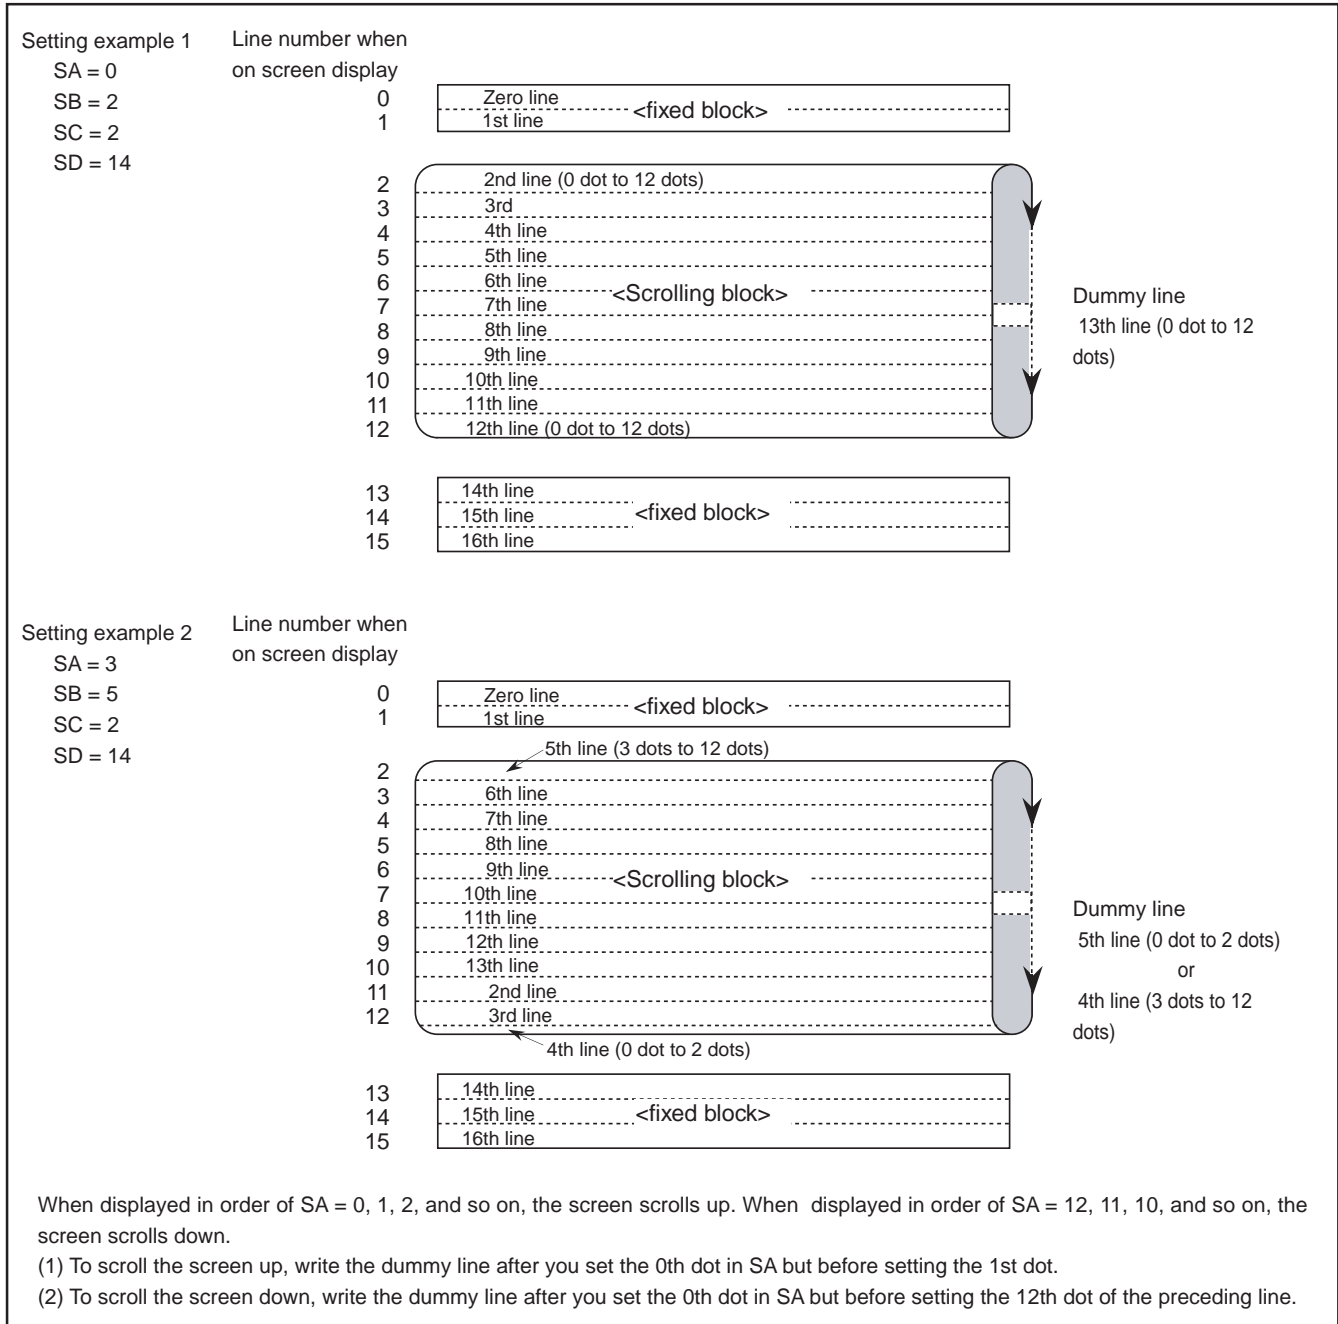 Setting example 1
SA = 0
SB = 2
SC = 2
SD = 14
Line number when
on screen display
0 Zero line
<fixed block>
1 1st line
2 2nd line (0 dot to 12 dots)
3 3rd
4 4th line
5 5th line
6 6th line
<Scrolling block>
7 7th line
8 8th line
9 9th line
10 10th line
11 11th line
12 12th line (0 dot to 12 dots)
Dummy line
13th line (0 dot to 12
dots)
13 14th line
14 15th line <fixed block>
15 16th line
Setting example 2
SA = 3
SB = 5
SC = 2
SD = 14
Line number when
on screen display
0 Zero line
<fixed block>
1 1st line
5th line (3 dots to 12 dots)
2
3 6th line
4 7th line
5 8th line
6 9th line
<Scrolling block>
7 10th line
8 11th line
9 12th line
10 13th line
11 2nd line
12 3rd line
4th line (0 dot to 2 dots)
Dummy line
5th line (0 dot to 2 dots)
or
4th line (3 dots to 12
dots)
13 14th line
14 15th line <fixed block>
15 16th line
When displayed in order of SA = 0, 1, 2, and so on, the screen scrolls up. When displayed in order of SA = 12, 11, 10, and so on, the
screen scrolls down.
(1) To scroll the screen up, write the dummy line after you set the 0th dot in SA but before setting the 1st dot.
(2) To scroll the screen down, write the dummy line after you set the 0th dot in SA but before setting the 12th dot of the preceding line.